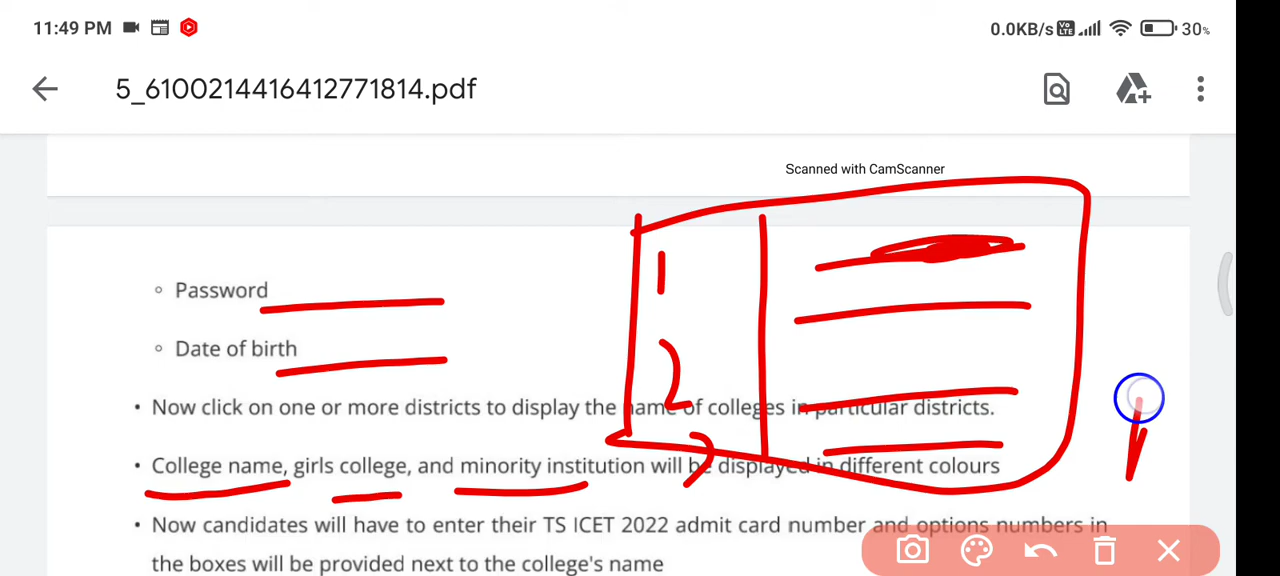 11:49 PM 0.0KB/s Vo LTE 30%
5_6100214416412771814.pdf
Scanned with CamScanner
Password
Date of birth
1
2
• Now click on one or more districts to display the name of colleges in particular districts.
• College name, girls college, and minority institution will be displayed in different colours
• Now candidates will have to enter their TS ICET 2022 admit card number and options numbers in
the boxes will be provided next to the college's name